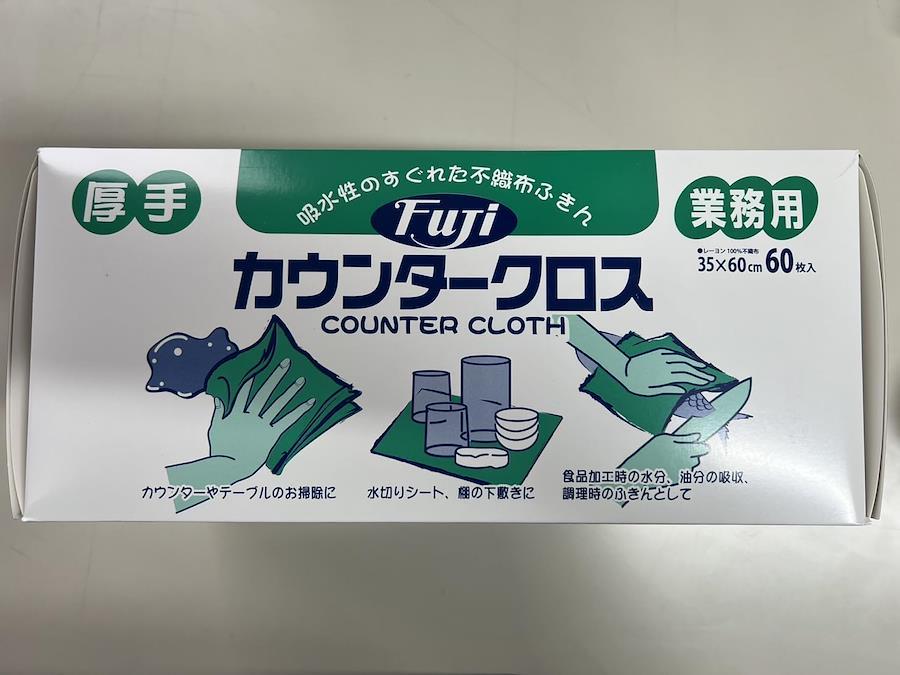 厚手
吸水性のすぐれた不織布ふきん
業務用
Fuji
●レーヨン100%不織布
35×60cm 60枚入
カウンタークロス
COUNTER CLOTH
カウンターやテーブルのお掃除に
水切りシート、棚の下敷きに
食品加工時の水分、油分の吸収、
調理時のふきんとして